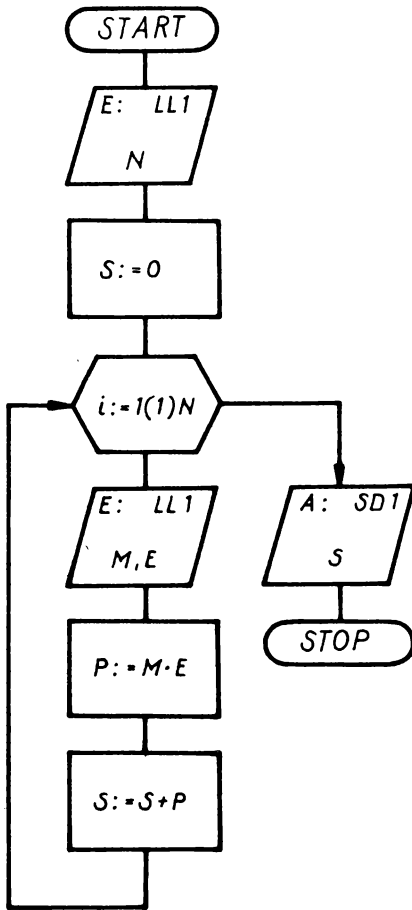 START
E: LL1
N
S:=0
i:=1(1)N
E: LL1
M,E
P:=M·E
S:=S+P
A: SD1
S
STOP